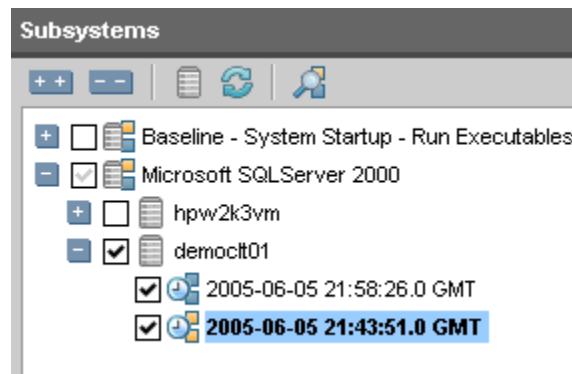 Subsystems
Baseline - System Startup - Run Executables
Microsoft SQLServer 2000
hpw2k3vm
democlt01
2005-06-05 21:58:26.0 GMT
2005-06-05 21:43:51.0 GMT